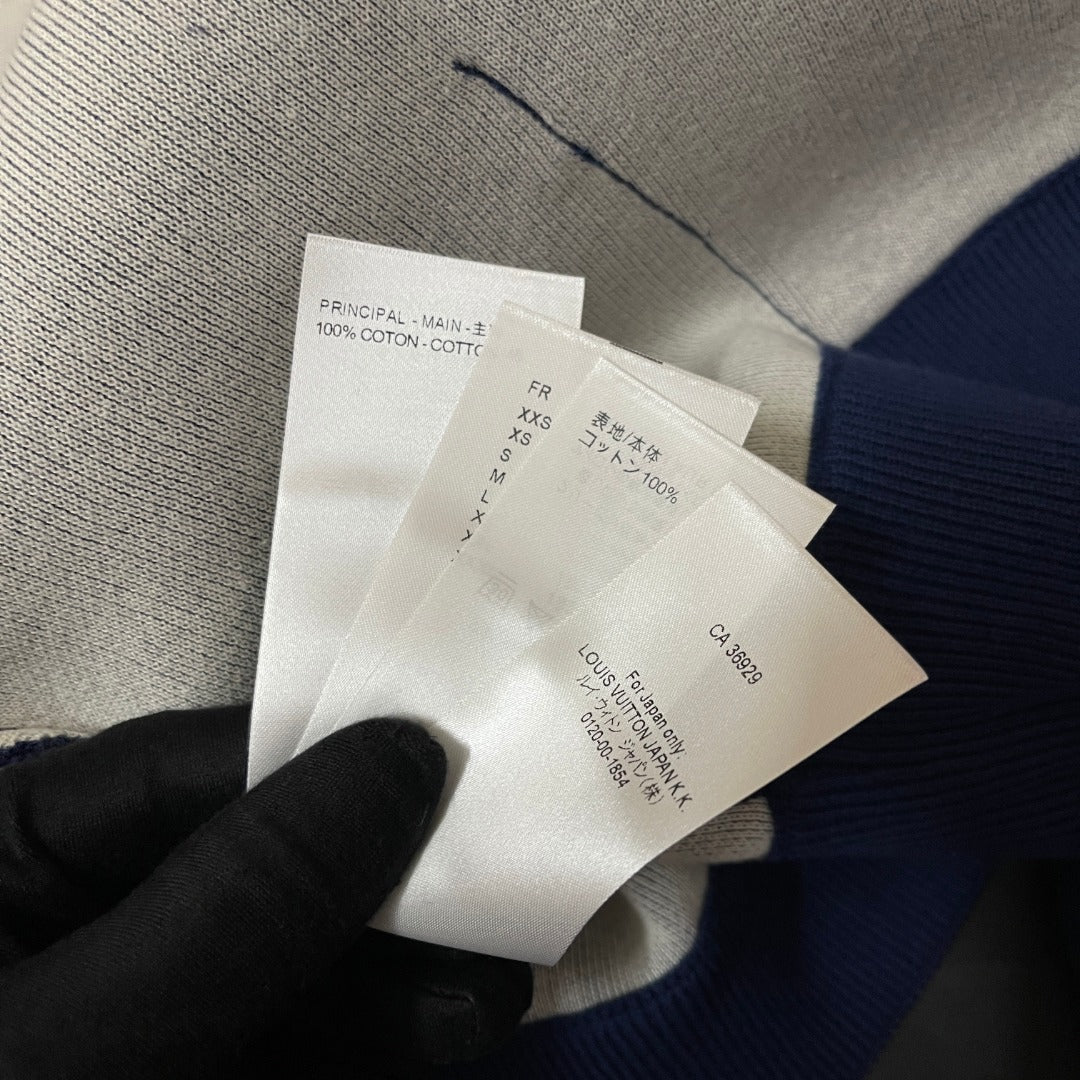 PRINCIPAL - MAIN - 主
100% COTON - COTTO
FR
XXS
XS
S
M
L
X
X
表地/本体
コットン100%
CA 36929
For Japan only:
LOUIS VUITTON JAPAN K.K.
ルイ・ヴィトン ジャパン(株)
0120-00-1854